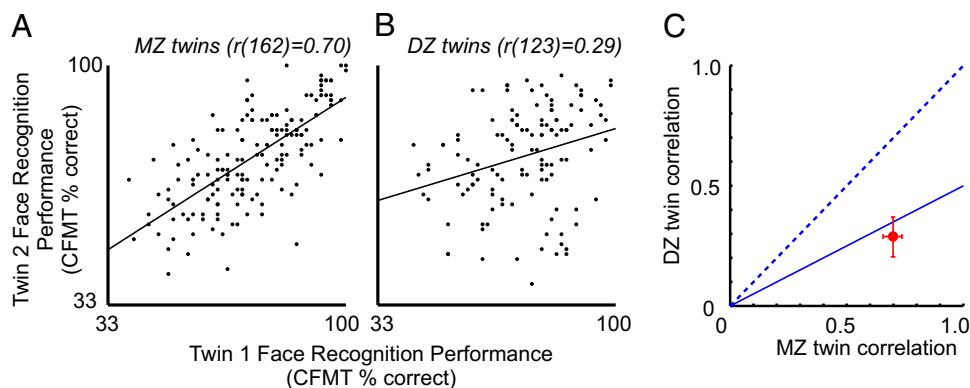 A
MZ twins (r(162)=0.70)
Twin 2 Face Recognition
Performance
(CFMT % correct)
100
33
33
100
B
DZ twins (r(123)=0.29)
33
100
Twin 1 Face Recognition Performance
(CFMT % correct)
C
DZ twin correlation
1.0
0.5
0
0
0.5
1.0
MZ twin correlation